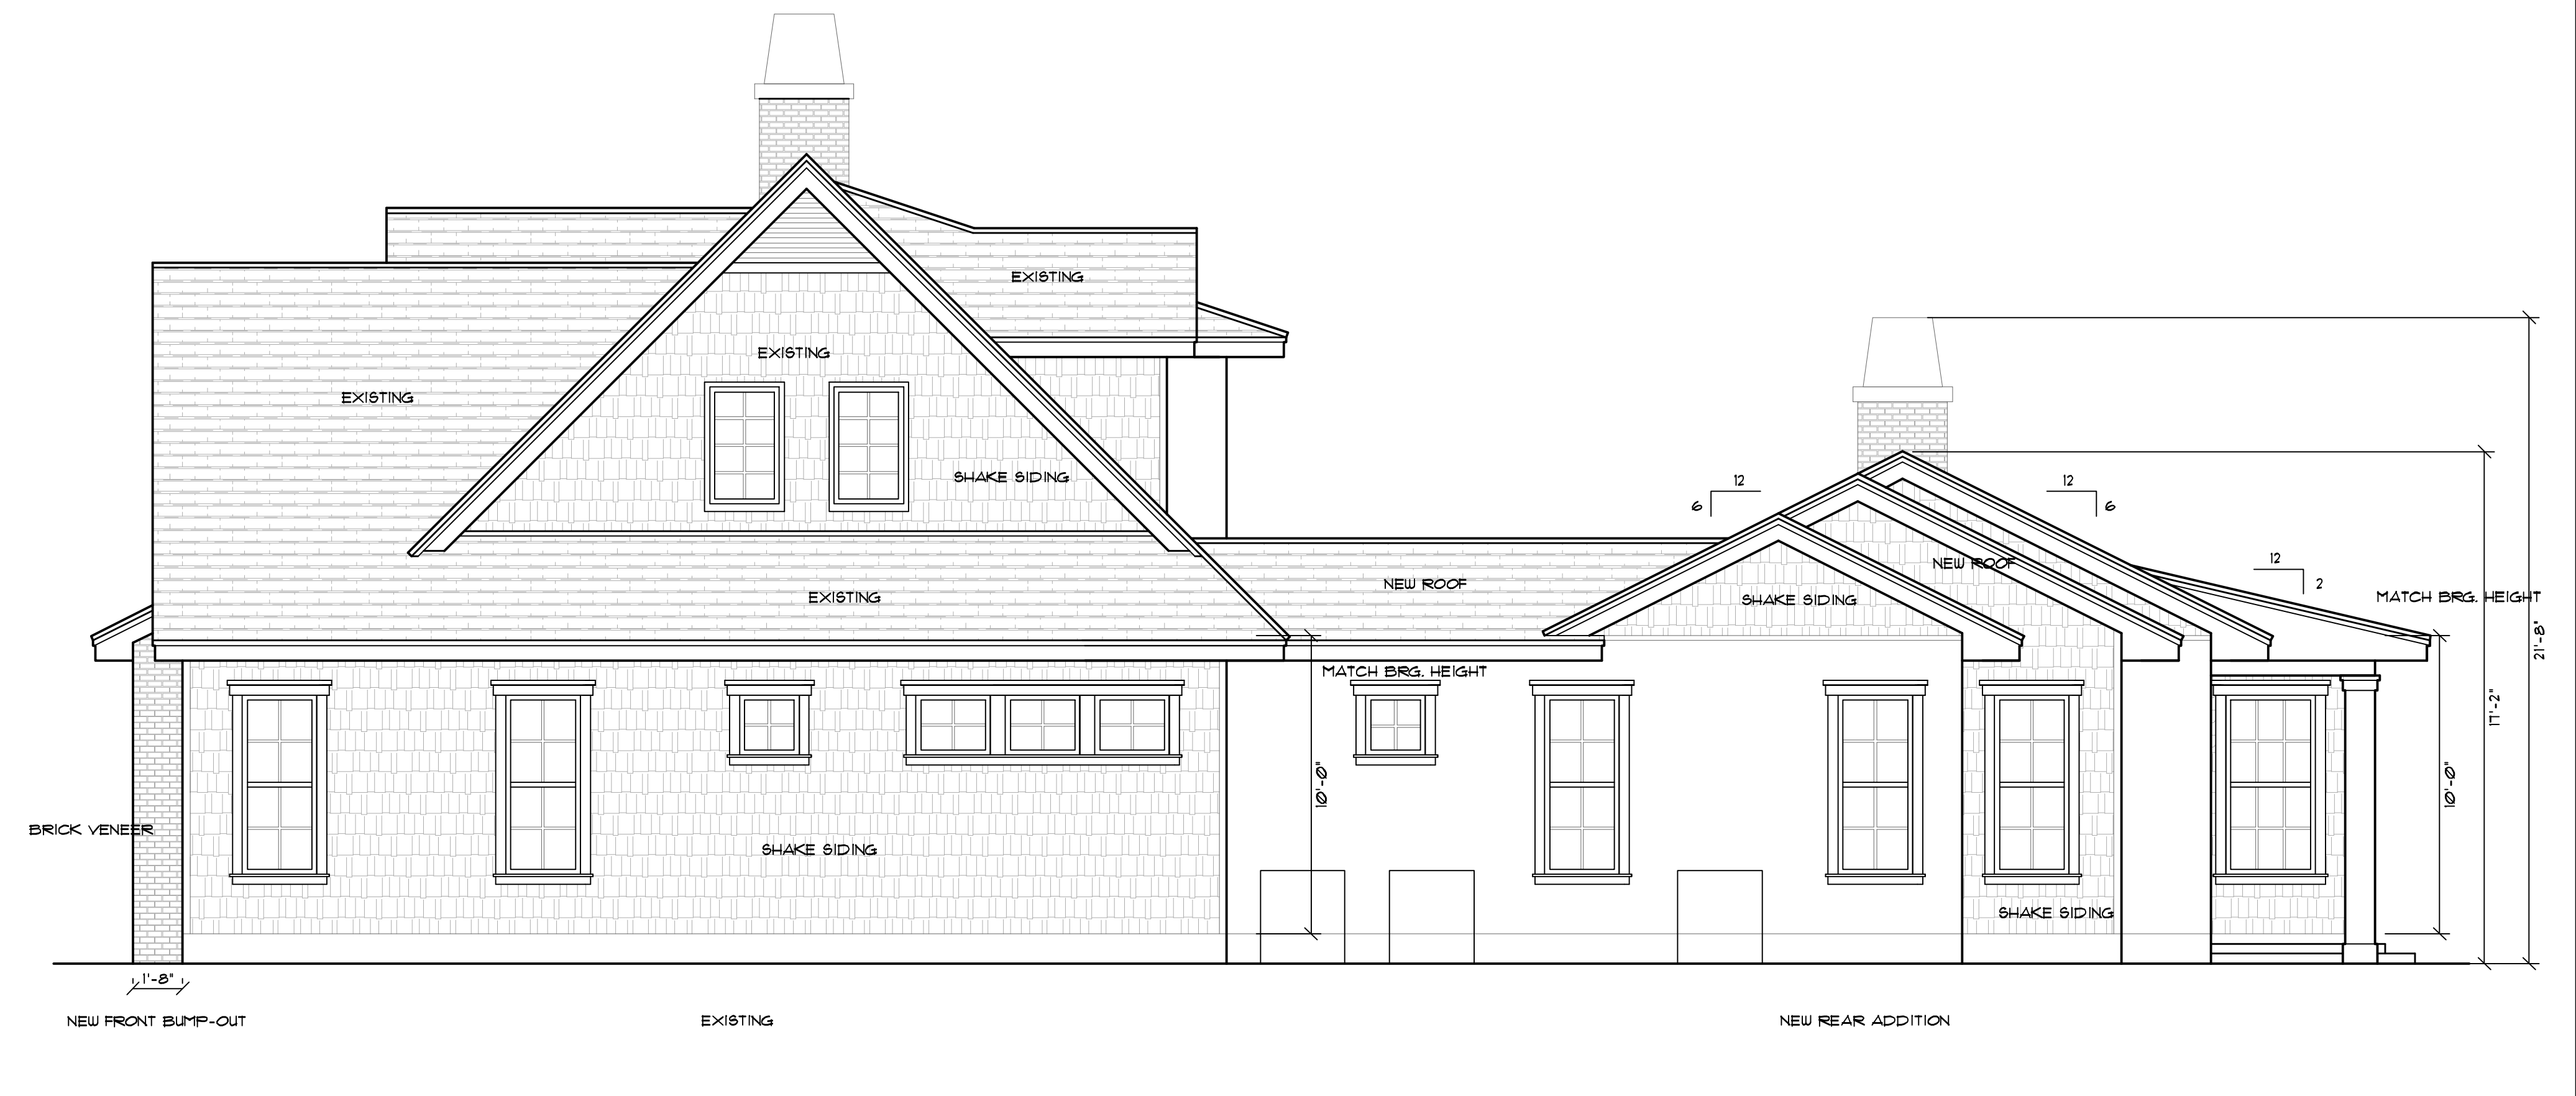 EXISTING
EXISTING
EXISTING
SHAKE SIDING
12
6
12
6
12
2
NEW ROOF
NEW ROOF
EXISTING
SHAKE SIDING
MATCH BRG. HEIGHT
21'-8"
MATCH BRG. HEIGHT
17'-2"
10'-0"
10'-0"
BRICK VENEER
SHAKE SIDING
SHAKE SIDING
1'-8"
NEW FRONT BUMP-OUT
EXISTING
NEW REAR ADDITION